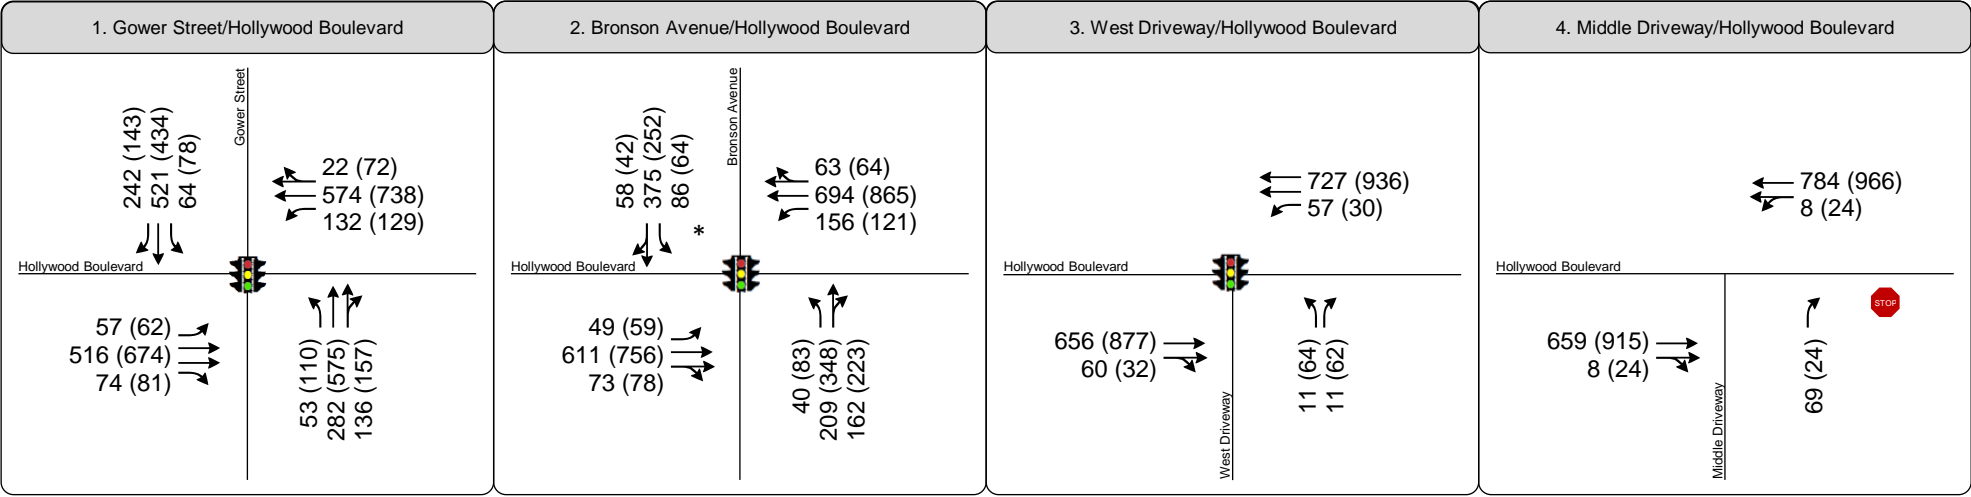 1. Gower Street/Hollywood Boulevard
242 (143)
521 (434)
64 (78)
Gower Street
22 (72)
574 (738)
132 (129)
Hollywood Boulevard
57 (62)
516 (674)
74 (81)
53 (110)
282 (575)
136 (157)
2. Bronson Avenue/Hollywood Boulevard
58 (42)
375 (252)
86 (64)
*
Bronson Avenue
63 (64)
694 (865)
156 (121)
Hollywood Boulevard
49 (59)
611 (756)
73 (78)
40 (83)
209 (348)
162 (223)
3. West Driveway/Hollywood Boulevard
727 (936)
57 (30)
Hollywood Boulevard
656 (877)
60 (32)
West Driveway
11 (64)
11 (62)
4. Middle Driveway/Hollywood Boulevard
784 (966)
8 (24)
Hollywood Boulevard
STOP
659 (915)
8 (24)
Middle Driveway
69 (24)